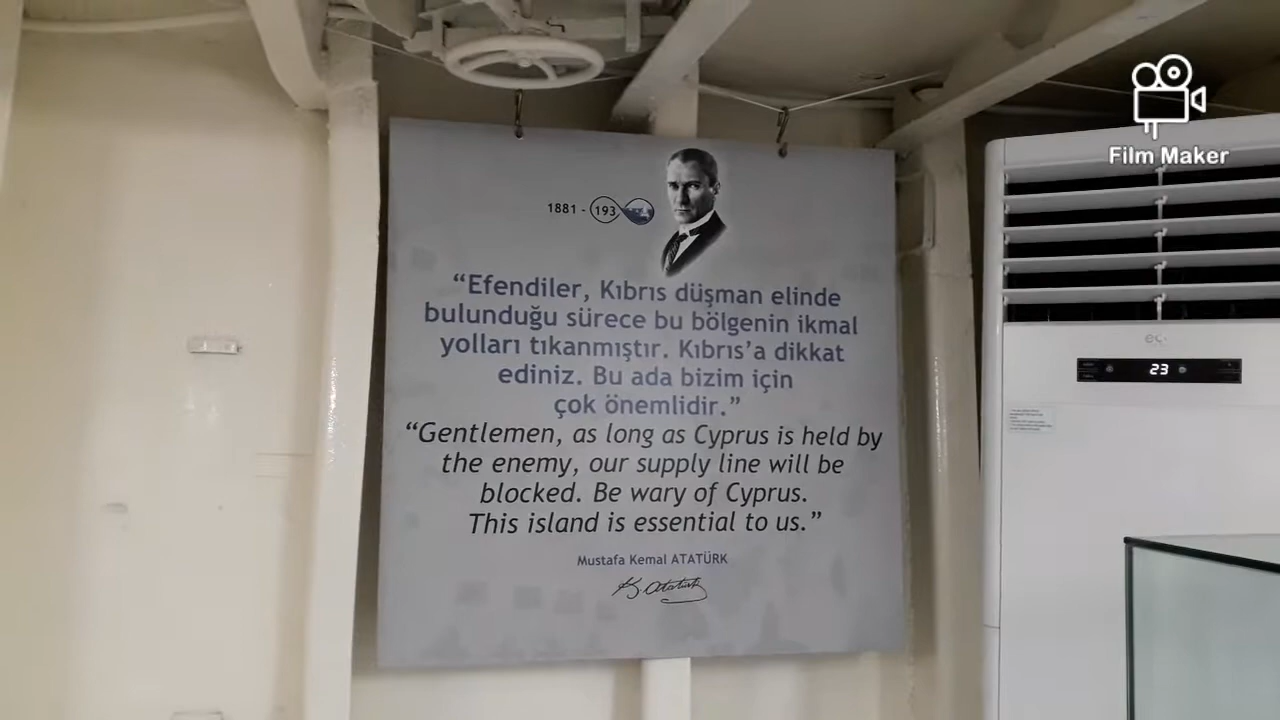 Film Maker
1881 - 193
“Efendiler, Kıbrıs düşman elinde
bulunduğu sürece bu bölgenin ikmal
yolları tıkanmıştır. Kıbrıs’a dikkat
ediniz. Bu ada bizim için
çok önemlidir.”
“Gentlemen, as long as Cyprus is held by
the enemy, our supply line will be
blocked. Be wary of Cyprus.
This island is essential to us.”
Mustafa Kemal ATATÜRK
K. Atatürk
23